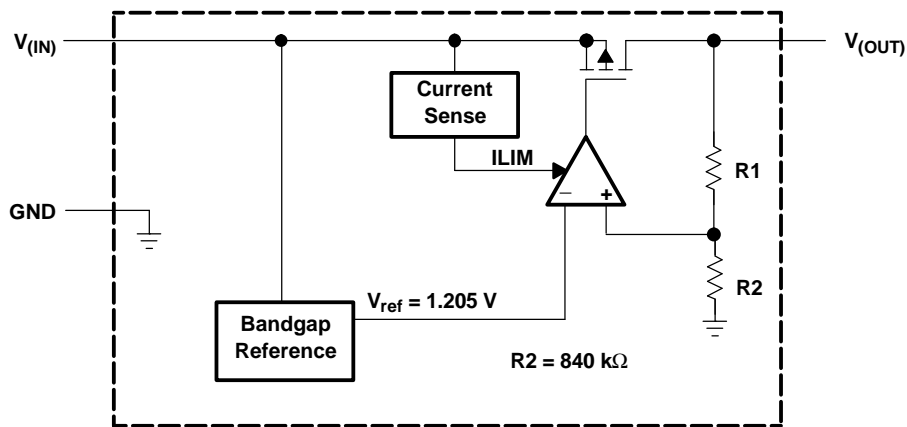 V(IN)
V(OUT)
Current
Sense
ILIM
R1
− +
GND
R2
Vref = 1.205 V
Bandgap
Reference
R2 = 840 kΩ